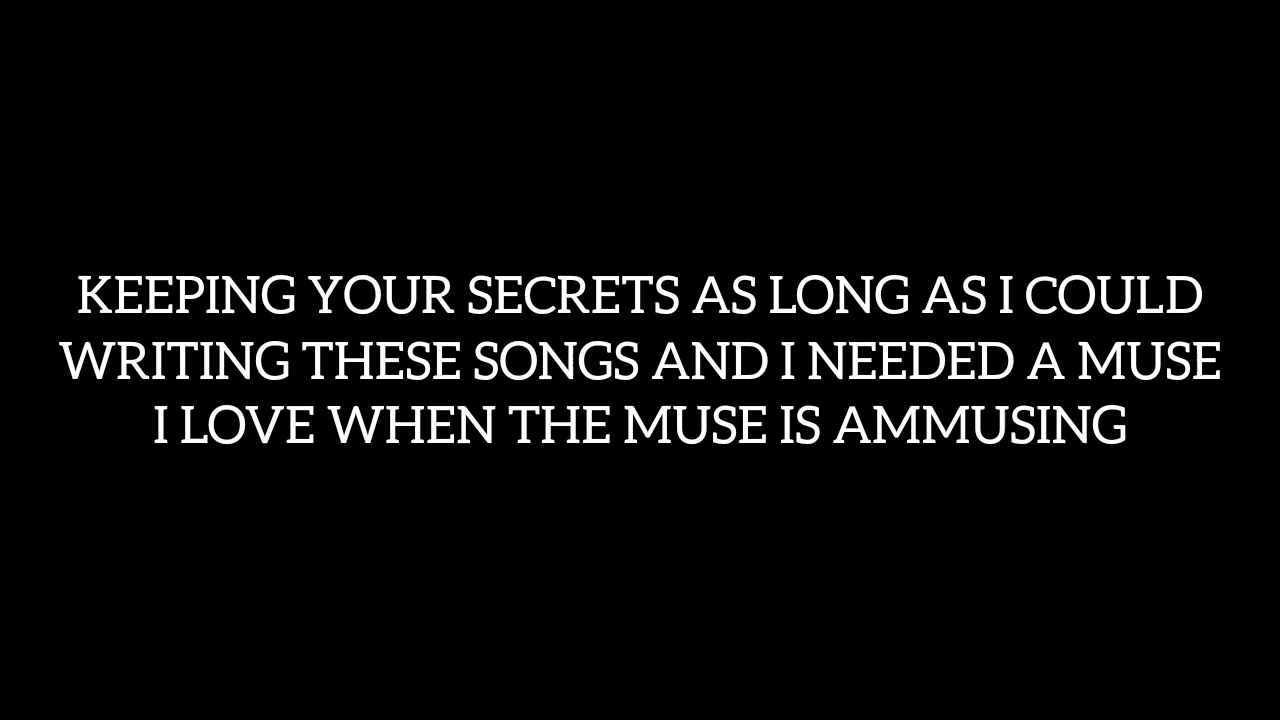 KEEPING YOUR SECRETS AS LONG AS I COULD
WRITING THESE SONGS AND I NEEDED A MUSE
I LOVE WHEN THE MUSE IS AMMUSING